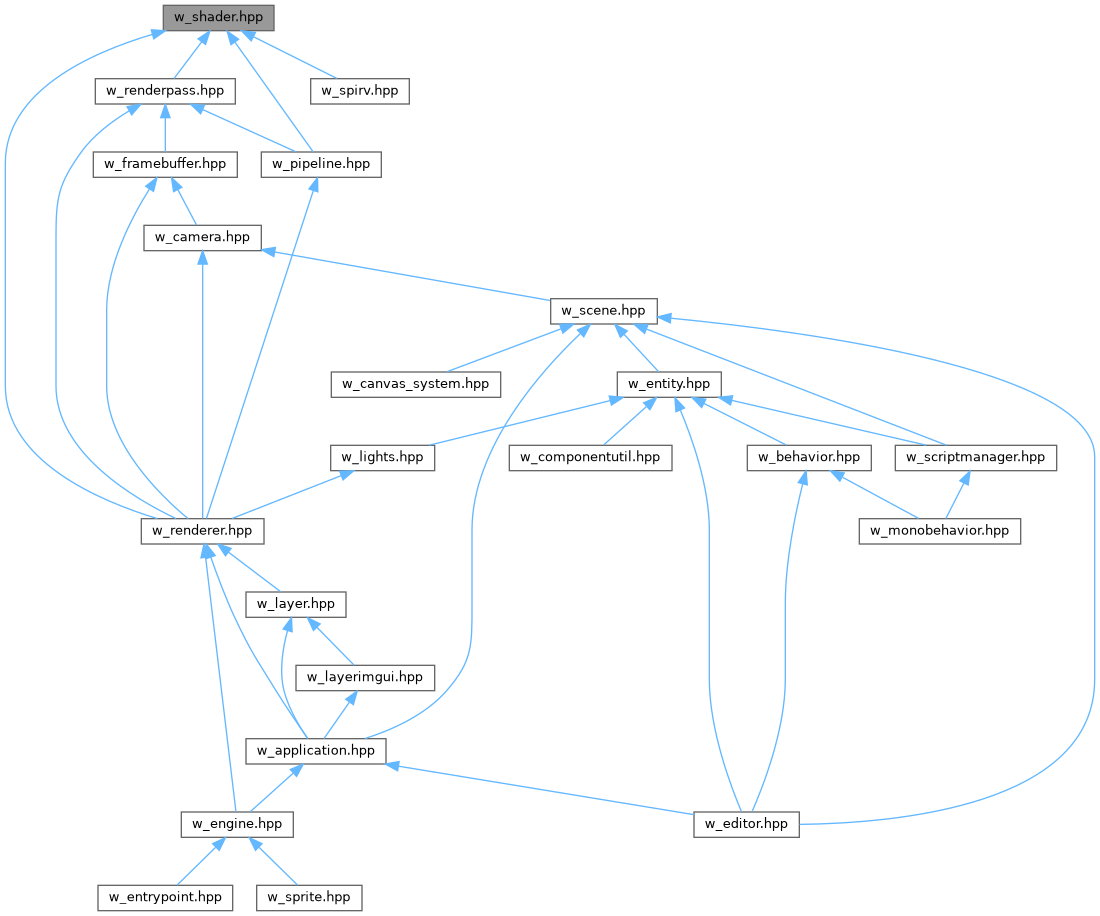 w_shader.hpp
w_renderpass.hpp
w_spirv.hpp
w_framebuffer.hpp
w_pipeline.hpp
w_camera.hpp
w_scene.hpp
w_canvas_system.hpp
w_entity.hpp
w_lights.hpp
w_componentutil.hpp
w_behavior.hpp
w_scriptmanager.hpp
w_renderer.hpp
w_monobehavior.hpp
w_layer.hpp
w_layerimgui.hpp
w_application.hpp
w_engine.hpp
w_editor.hpp
w_entrypoint.hpp
w_sprite.hpp